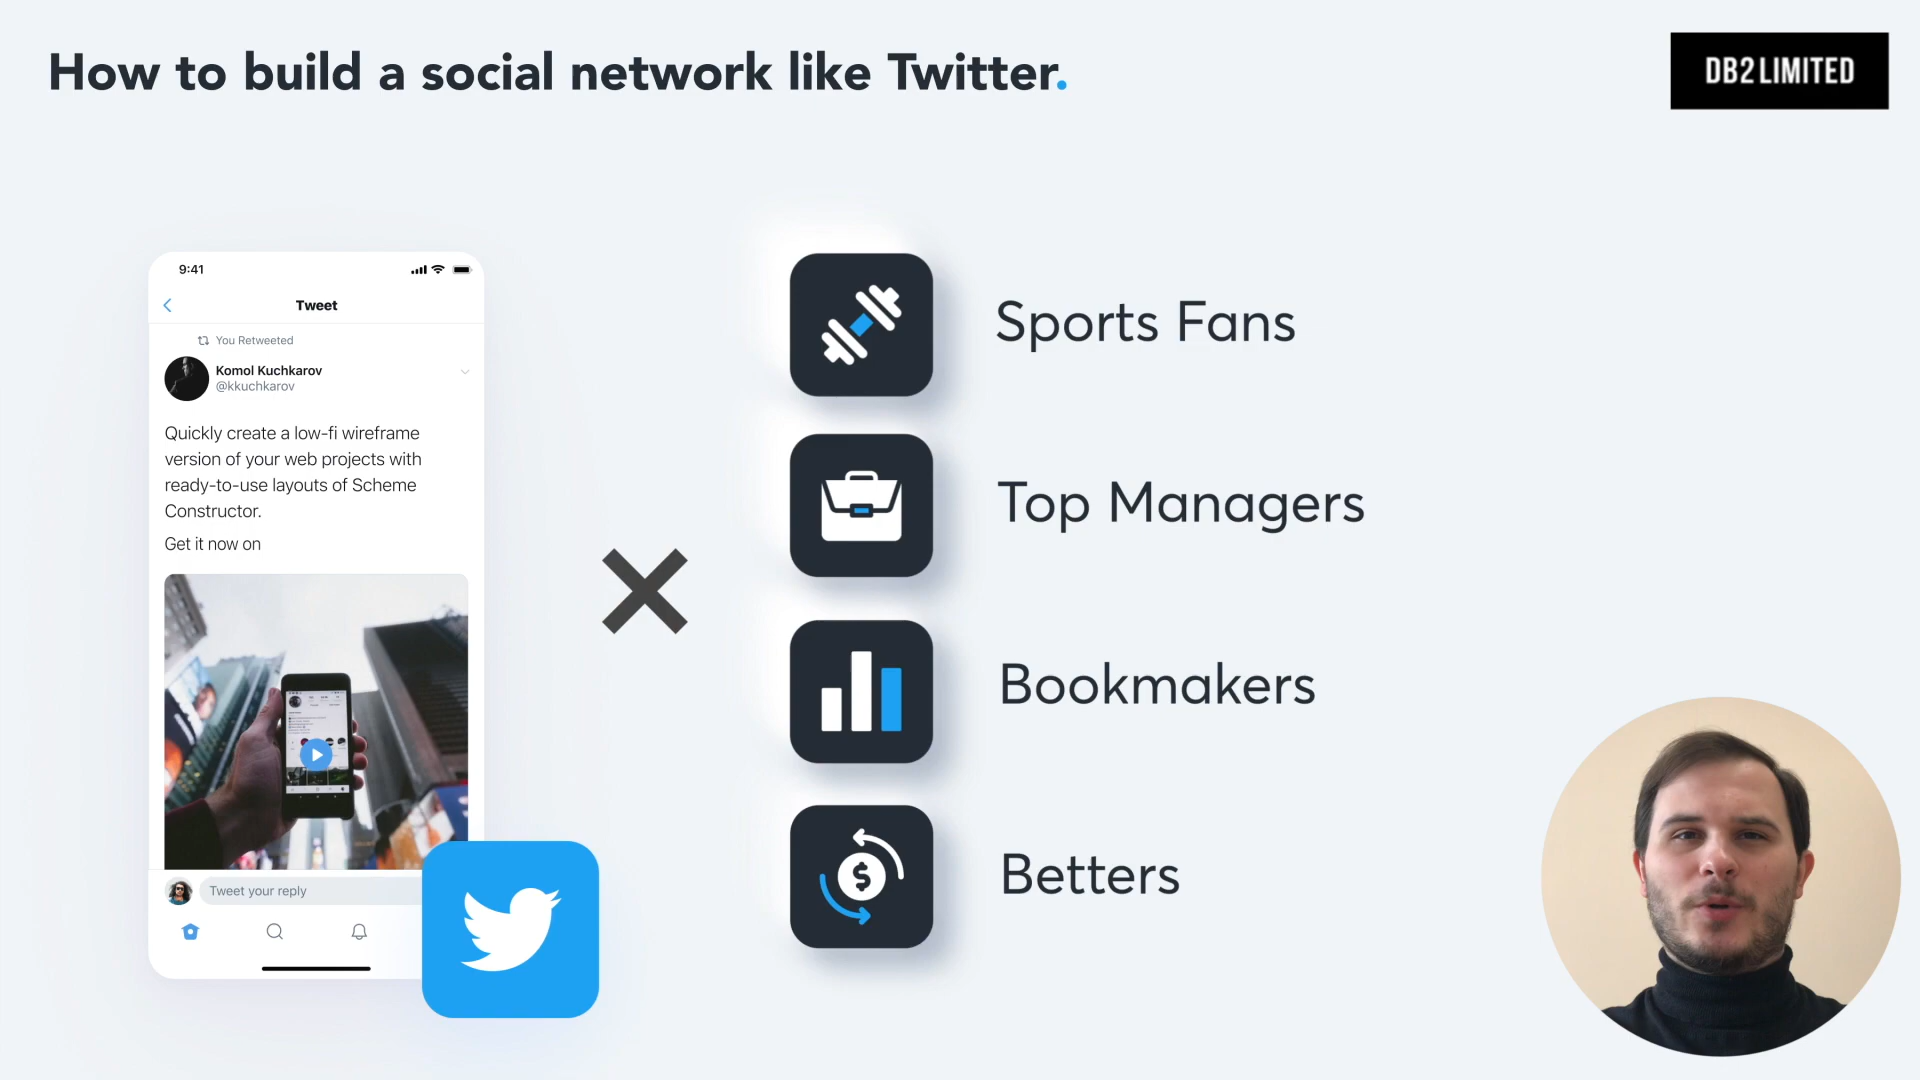 How to build a social network like Twitter.
DB2 LIMITED
9:41
Tweet
You Retweeted
Komol Kuchkarov
@kkuchkarov
Quickly create a low-fi wireframe
version of your web projects with
ready-to-use layouts of Scheme
Constructor.
Get it now on
Tweet your reply
Sports Fans
Top Managers
Bookmakers
$
Betters